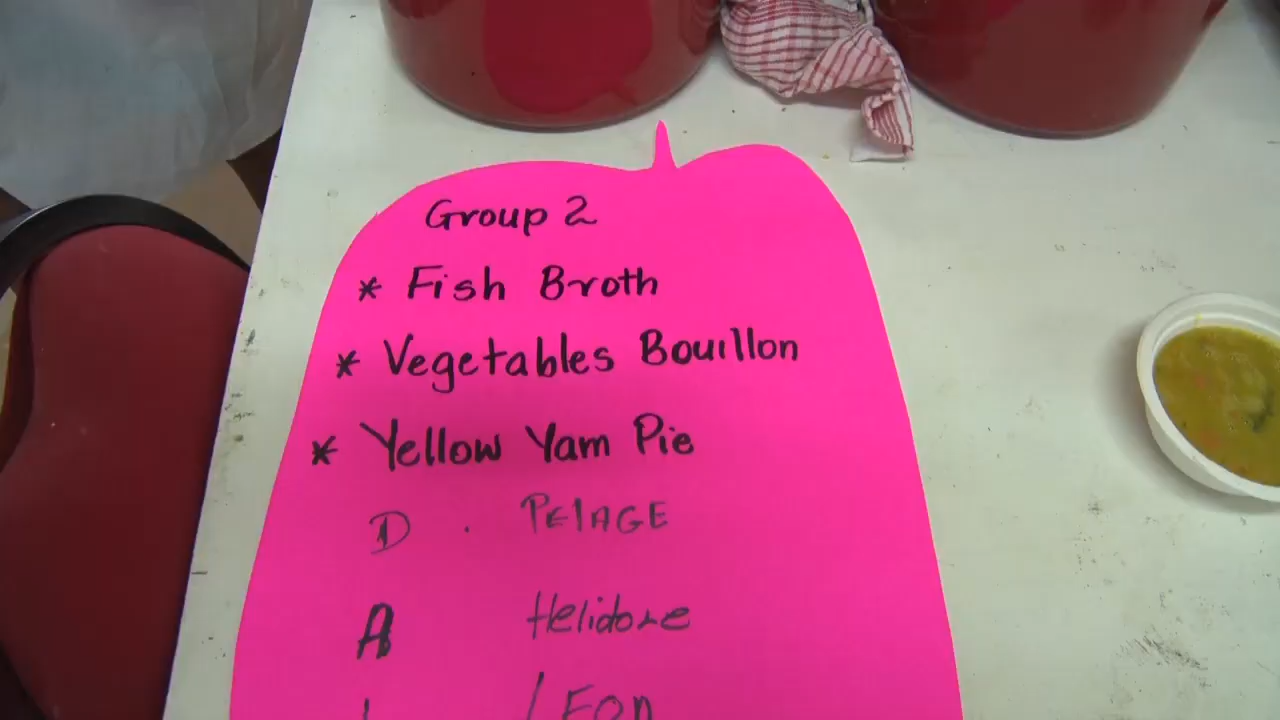 Group 2
* Fish Broth
* Vegetables Bouillon
* Yellow Yam Pie
D . PElAGE
A Helidore
LEON